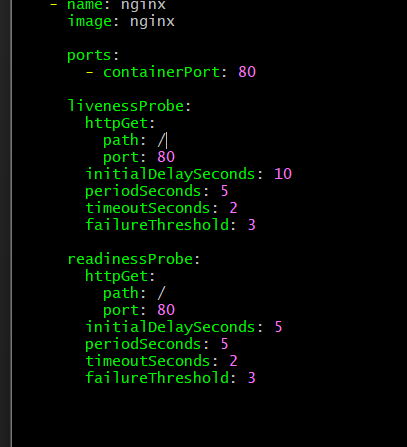 - name: nginx
image: nginx
ports:
- containerPort: 80
livenessProbe:
httpGet:
path: /
port: 80
initialDelaySeconds: 10
periodSeconds: 5
timeoutSeconds: 2
failureThreshold: 3
readinessProbe:
httpGet:
path: /
port: 80
initialDelaySeconds: 5
periodSeconds: 5
timeoutSeconds: 2
failureThreshold: 3